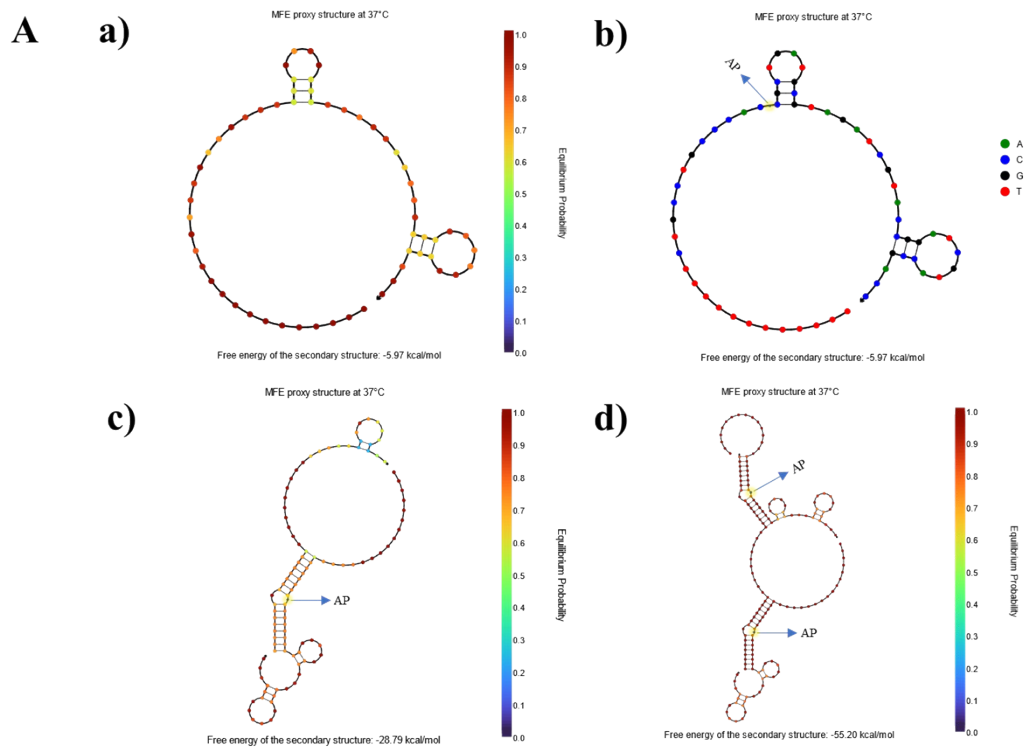 A
a)
MFE proxy structure at 37°C
1.0
0.9
0.8
0.7
0.6
0.5
0.4
0.3
0.2
0.1
0.0
Equilibrium Probability
Free energy of the secondary structure: -5.97 kcal/mol
b)
MFE proxy structure at 37°C
AP
A
C
G
T
Free energy of the secondary structure: -5.97 kcal/mol
c)
MFE proxy structure at 37°C
AP
1.0
0.9
0.8
0.7
0.6
0.5
0.4
0.3
0.2
0.1
0.0
Equilibrium Probability
Free energy of the secondary structure: -28.79 kcal/mol
d)
MFE proxy structure at 37°C
AP
AP
1.0
0.9
0.8
0.7
0.6
0.5
0.4
0.3
0.2
0.1
0.0
Equilibrium Probability
Free energy of the secondary structure: -55.20 kcal/mol